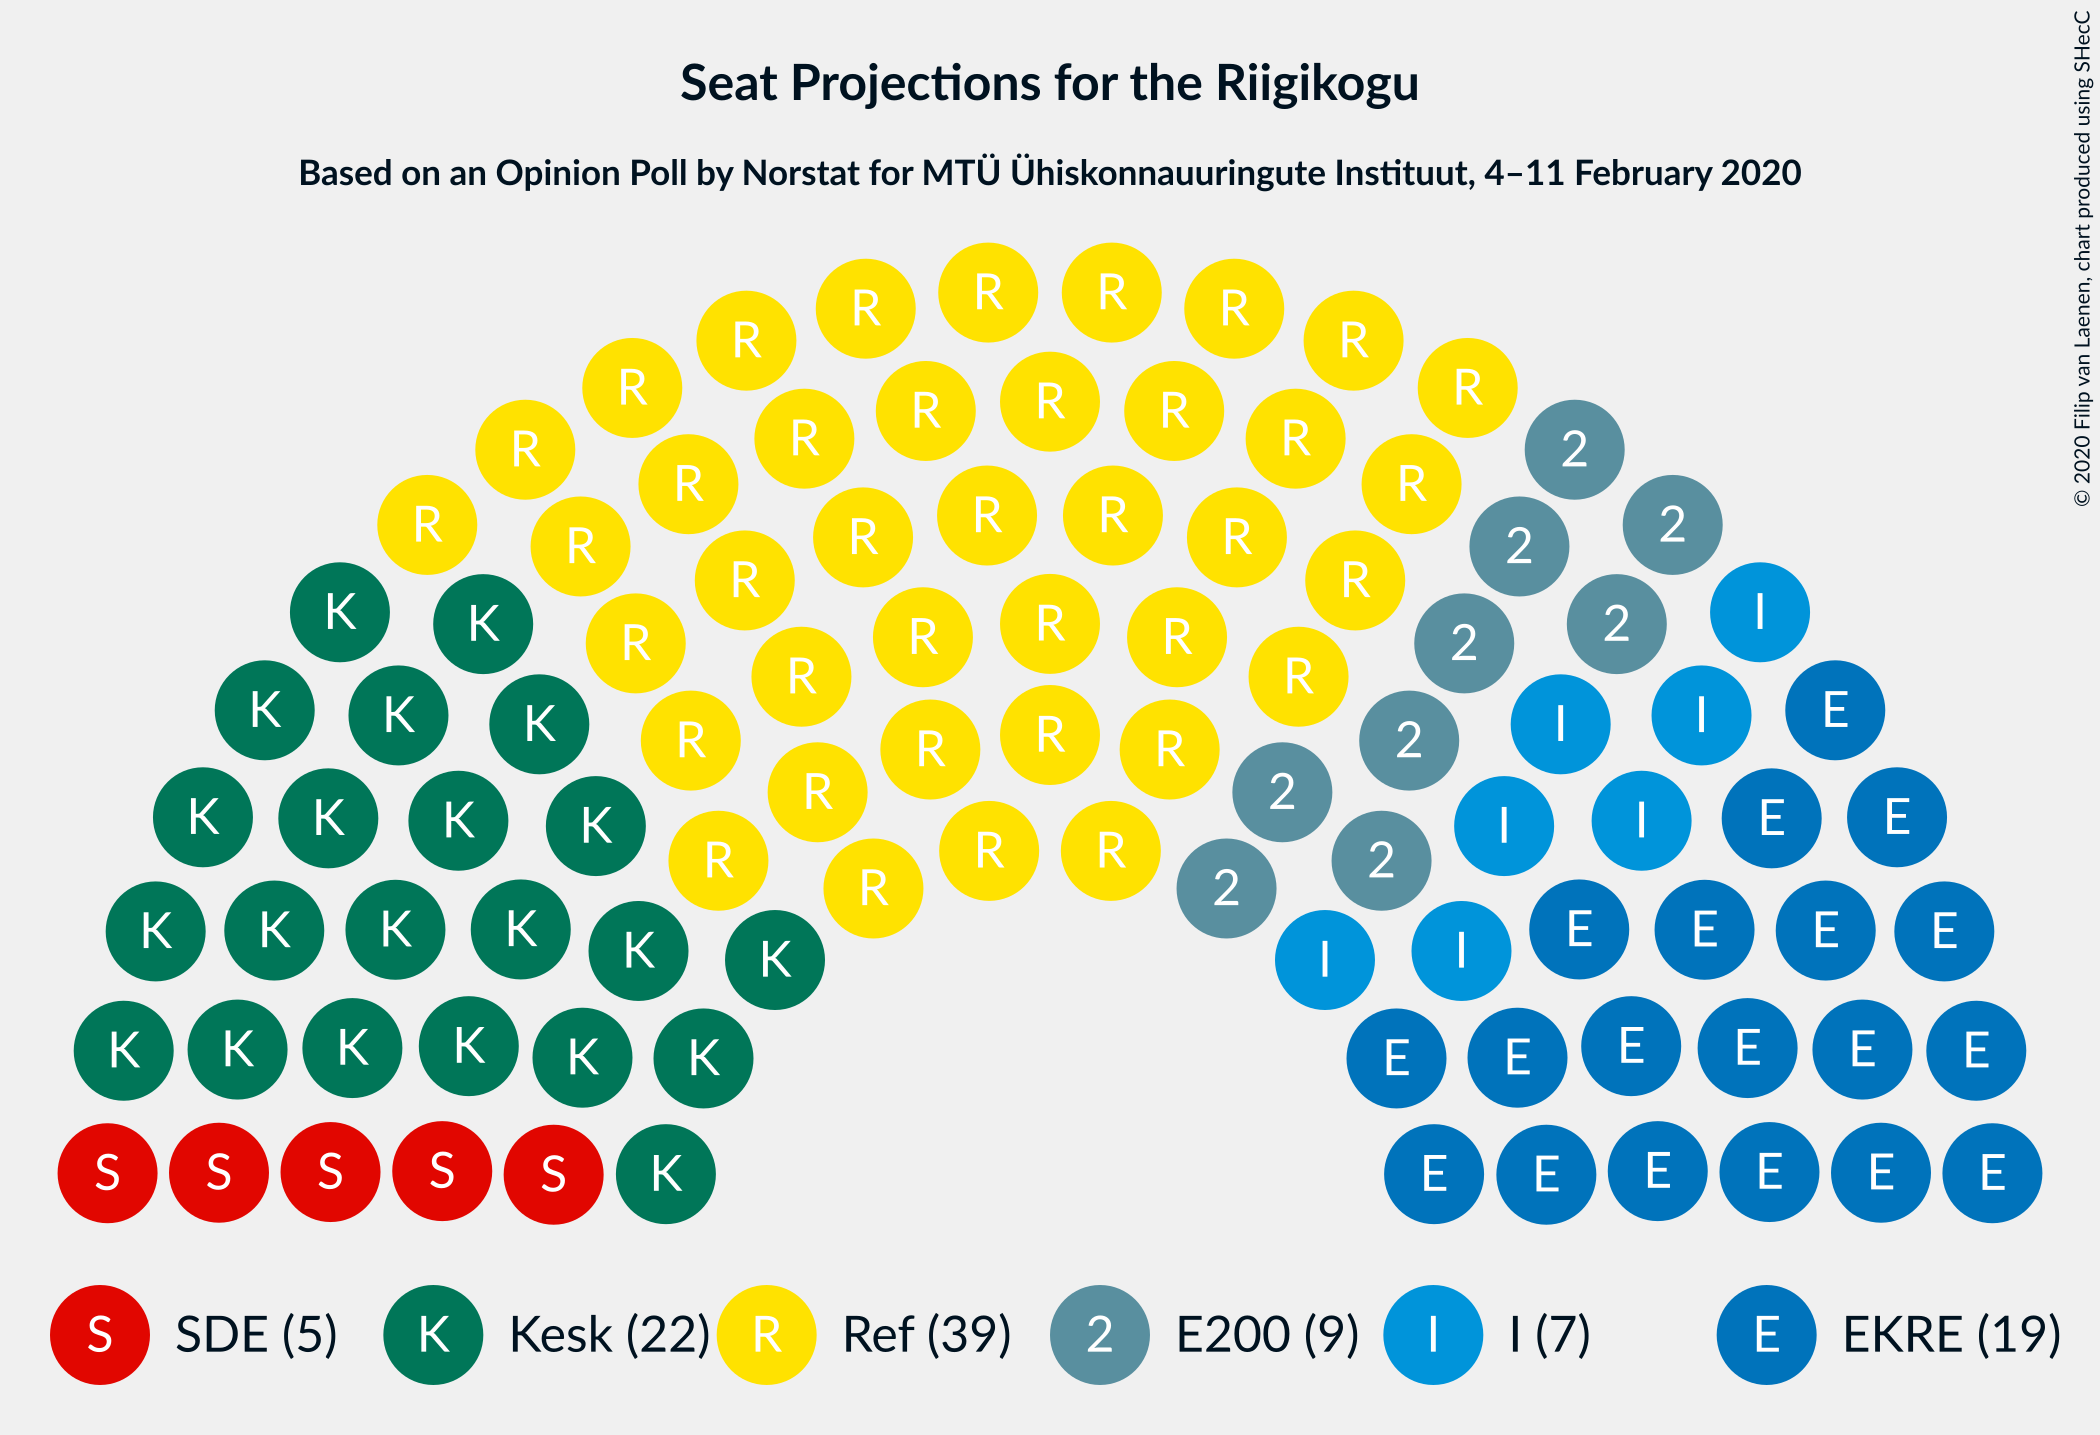 Seat Projections for the Riigikogu
Based on an Opinion Poll by Norstat for MTÜ Ühiskonnauuringute Instituut, 4–11 February 2020
© 2020 Filip van Laenen, chart produced using SHecC
R R R R R R R R R R 2 2 I E E E E E
K K K K K
S S S S S K
R R R R R R R R 2 2 I E E E E
K K K K K
R R R R R R 2 I I E E E
K K K K
R R R R R R 2 I E E E
K K K K
R R R R R 2 2 I E E
K K K
R R R 2 I E E
K K
S SDE (5) K Kesk (22) R Ref (39) 2 E200 (9) I I (7) E EKRE (19)